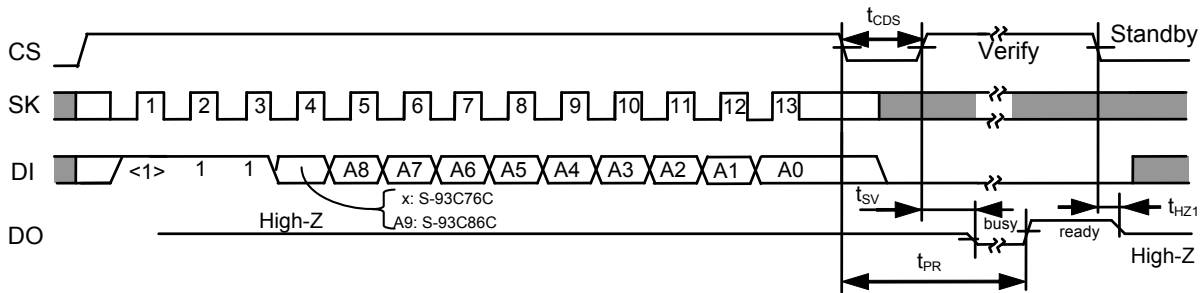 CS
tCDS
Verify
Standby
SK
1 2 3 4 5 6 7 8 9 10 11 12 13
DI
<1> 1 1 A8 A7 A6 A5 A4 A3 A2 A1 A0
x: S-93C76C
A9: S-93C86C
High-Z
DO
tSV
busy
ready
tHZ1
High-Z
tPR